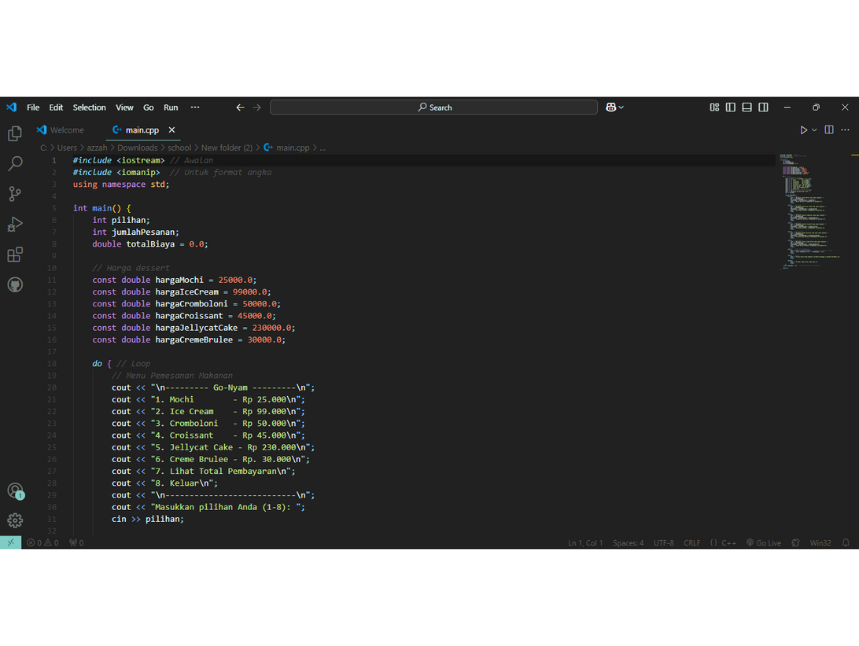 File Edit Selection View Go Run ··· Search
Welcome main.cpp
C: > Users > azzah > Downloads > school > New folder (2) > main.cpp > ...
1 #include <iostream> // Awalan
2 #include <iomanip> // Untuk format angka
3 using namespace std;
4
5 int main() {
6 int pilihan;
7 int jumlahPesanan;
8 double totalBiaya = 0.0;
9
10 // Harga dessert
11 const double hargaMochi = 25000.0;
12 const double hargaIceCream = 99000.0;
13 const double hargaCromboloni = 50000.0;
14 const double hargaCroissant = 45000.0;
15 const double hargaJellycatCake = 230000.0;
16 const double hargaCremeBrulee = 30000.0;
17
18 do { // Loop
19 // Menu Pemesanan Makanan
20 cout << "\n--------- Go-Nyam ---------\n";
21 cout << "1. Mochi - Rp 25.000\n";
22 cout << "2. Ice Cream - Rp 99.000\n";
23 cout << "3. Cromboloni - Rp 50.000\n";
24 cout << "4. Croissant - Rp 45.000\n";
25 cout << "5. Jellycat Cake - Rp 230.000\n";
26 cout << "6. Creme Brulee - Rp. 30.000\n";
27 cout << "7. Lihat Total Pembayaran\n";
28 cout << "8. Keluar\n";
29 cout << "\n---------------------------\n";
30 cout << "Masukkan pilihan Anda (1-8): ";
31 cin >> pilihan;
32
1
0 0 0 Ln 1, Col 1 Spaces: 4 UTF-8 CRLF {} C++ Go Live Win32